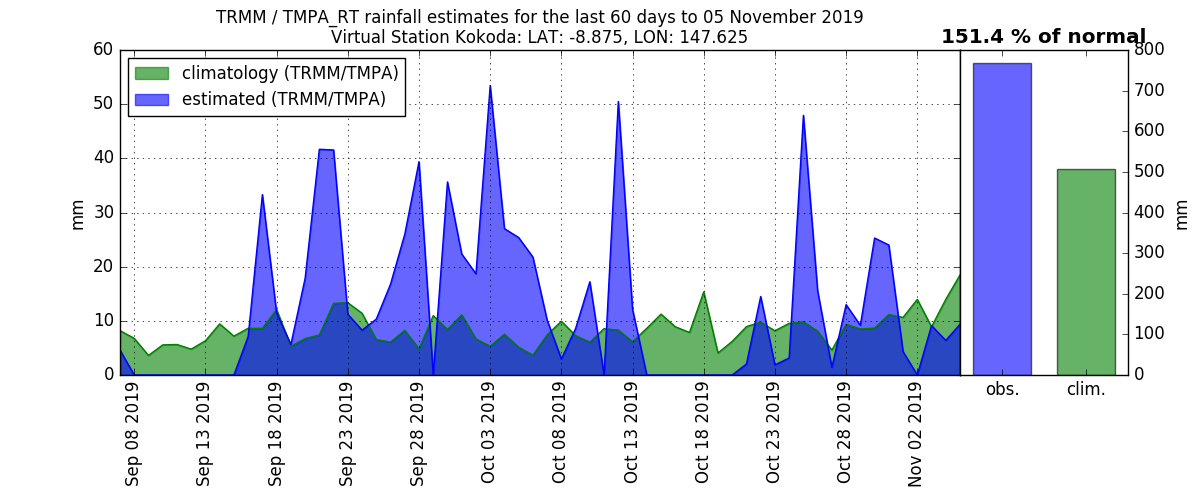 TRMM / TMPA_RT rainfall estimates for the last 60 days to 05 November 2019
Virtual Station Kokoda: LAT: -8.875, LON: 147.625
151.4 % of normal
climatology (TRMM/TMPA)
estimated (TRMM/TMPA)
60
50
40
30
20
10
0
mm
Sep 08 2019
Sep 13 2019
Sep 18 2019
Sep 23 2019
Sep 28 2019
Oct 03 2019
Oct 08 2019
Oct 13 2019
Oct 18 2019
Oct 23 2019
Oct 28 2019
Nov 02 2019
obs.
clim.
800
700
600
500
400
300
200
100
0
mm